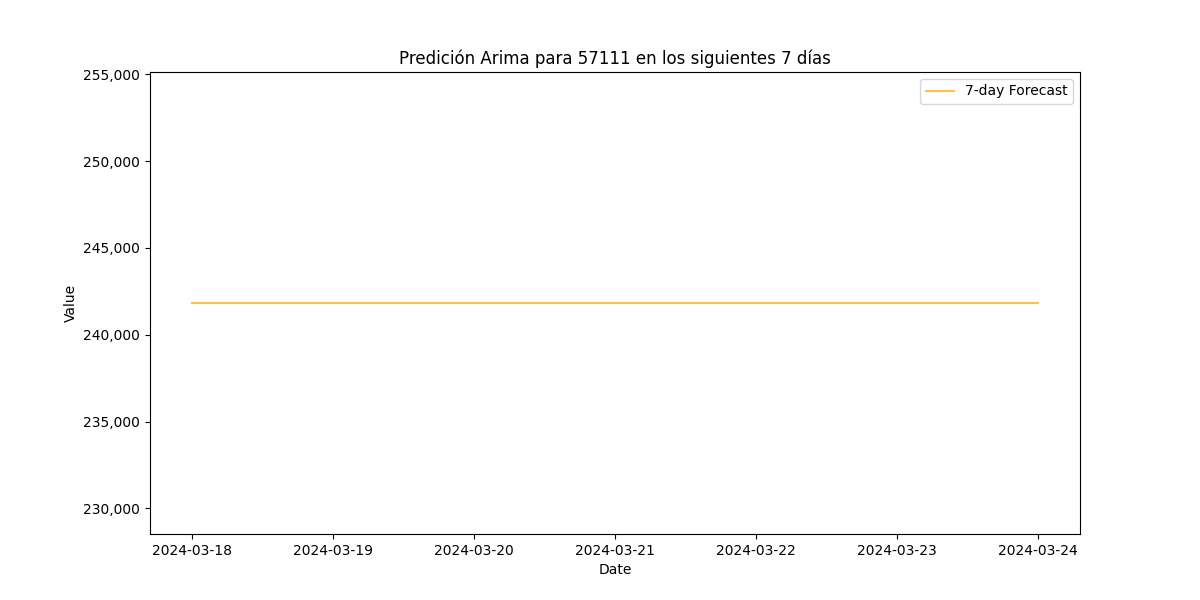 Predición Arima para 57111 en los siguientes 7 días
7-day Forecast
255,000
250,000
245,000
240,000
235,000
230,000
Value
2024-03-18 2024-03-19 2024-03-20 2024-03-21 2024-03-22 2024-03-23 2024-03-24
Date